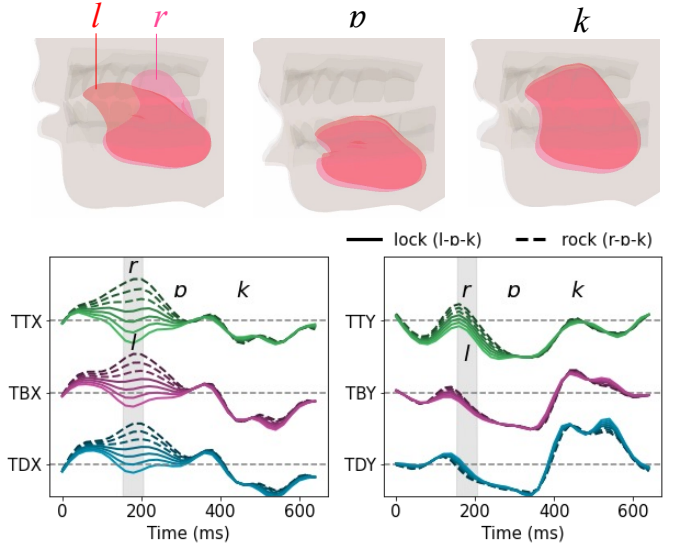 l r ɒ k
lock (l-ɒ-k) rock (r-ɒ-k)
r ɒ k
TTX
l
TBX
TDX
0 200 400 600
Time (ms)
r ɒ k
TTY
l
TBY
TDY
0 200 400 600
Time (ms)